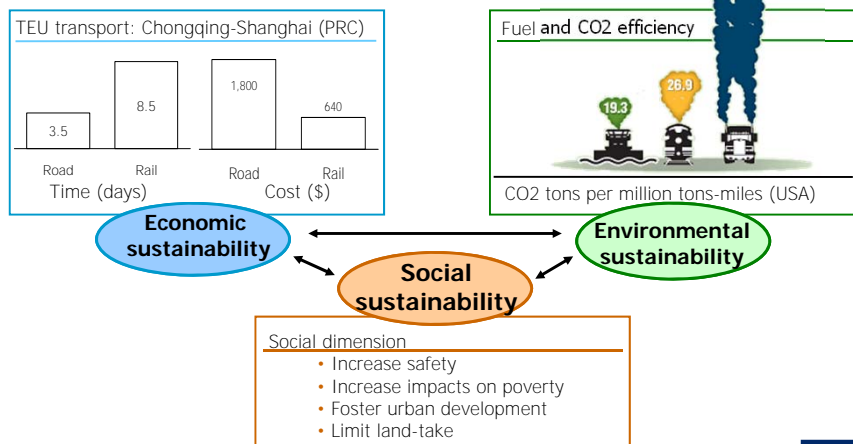 TEU transport: Chongqing-Shanghai (PRC)
1,800
8.5
640
3.5
Road Rail
Road Rail
Time (days) Cost ($)
Fuel and CO2 efficiency
19.3
26.9
CO2 tons per million tons-miles (USA)
Economic
sustainability
Environmental
sustainability
Social
sustainability
Social dimension
• Increase safety
• Increase impacts on poverty
• Foster urban development
• Limit land-take